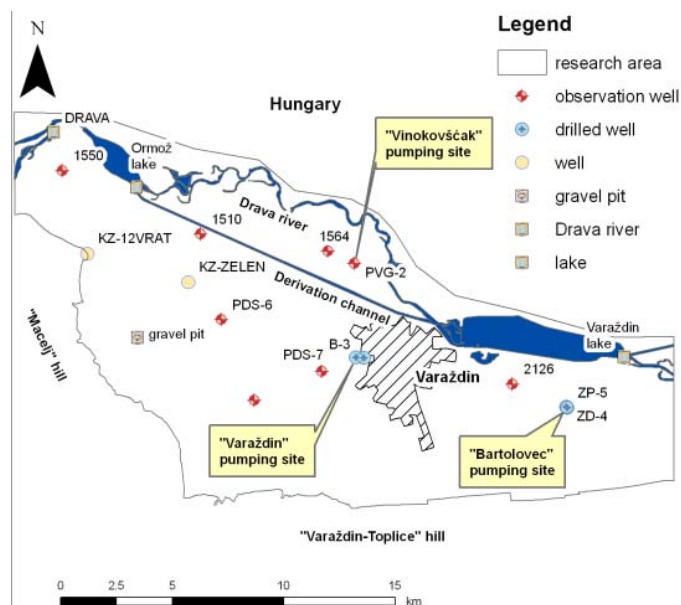 Legend
N
research area
Hungary
observation well
DRAVA
"Vinokovšćak"
pumping site
drilled well
1550
Ormož
lake
well
gravel pit
Drava river
1510
1564
Drava river
KZ-12VRAT
PVG-2
lake
KZ-ZELEN
Derivation channel
PDS-6
"Macelj" hill
gravel pit
B-3
Varaždin
lake
PDS-7
Varaždin
2126
ZP-5
ZD-4
"Varaždin"
pumping site
"Bartolovec"
pumping site
"Varaždin-Toplice" hill
0 2.5 5 10 15
km